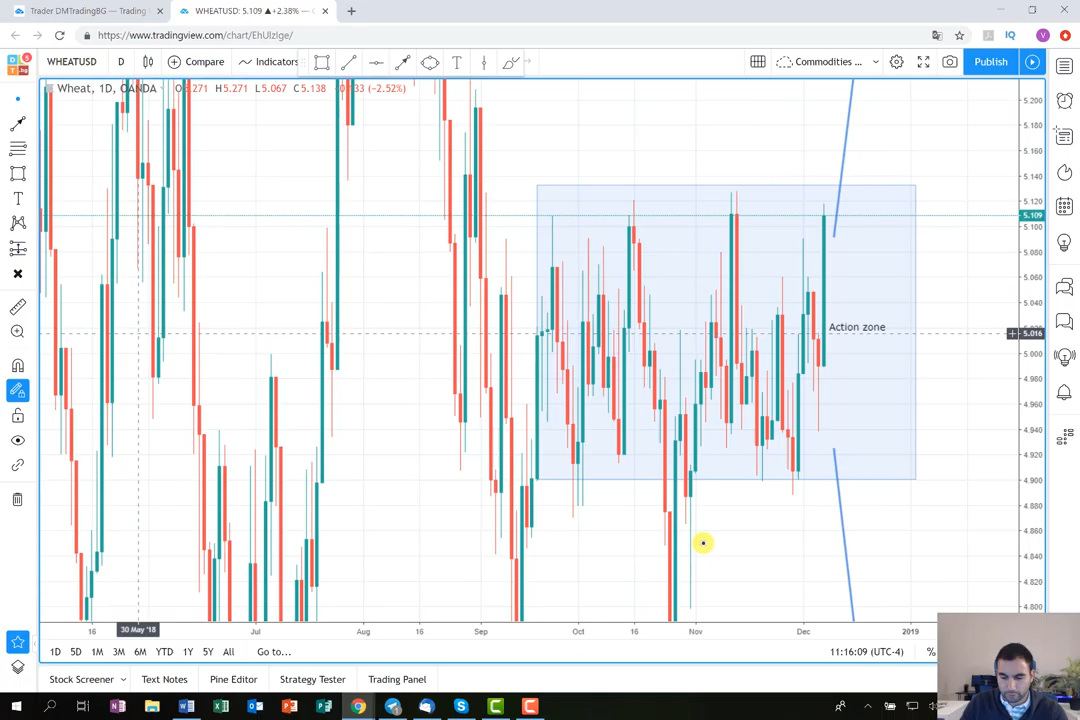 Trader DMTradingBG — Trading
WHEATUSD: 5.109 ▲+2.38% —
https://www.tradingview.com/chart/EhUlzige/
IQ
V
WHEATUSD D Compare Indicators
T
Commodities ...
Publish
Wheat, 1D, OANDA H5.271 L5.067 C5.138 (−2.52%)
5.200
5.180
5.160
5.140
5.120
5.109
5.100
5.080
5.060
5.040
Action zone
5.016
5.000
4.980
4.960
4.940
4.920
4.900
4.880
4.860
4.840
4.820
4.800
16 30 May '18 Jul Aug 16 Sep Oct 16 Nov Dec 2019
1D 5D 1M 3M 6M YTD 1Y 5Y All Go to...
11:16:09 (UTC-4) %
Stock Screener Text Notes Pine Editor Strategy Tester Trading Panel